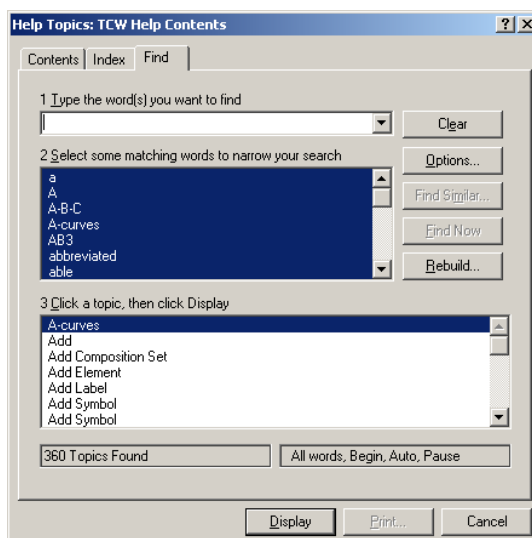 Help Topics: TCW Help Contents
Contents Index Find
1 Type the word(s) you want to find
Clear
2 Select some matching words to narrow your search
Options...
a
A
A-B-C
A-curves
AB3
abbreviated
able
Find Similar...
Find Now
Rebuild...
3 Click a topic, then click Display
A-curves
Add
Add Composition Set
Add Element
Add Label
Add Symbol
Add Symbol
360 Topics Found
All words, Begin, Auto, Pause
Display Print... Cancel